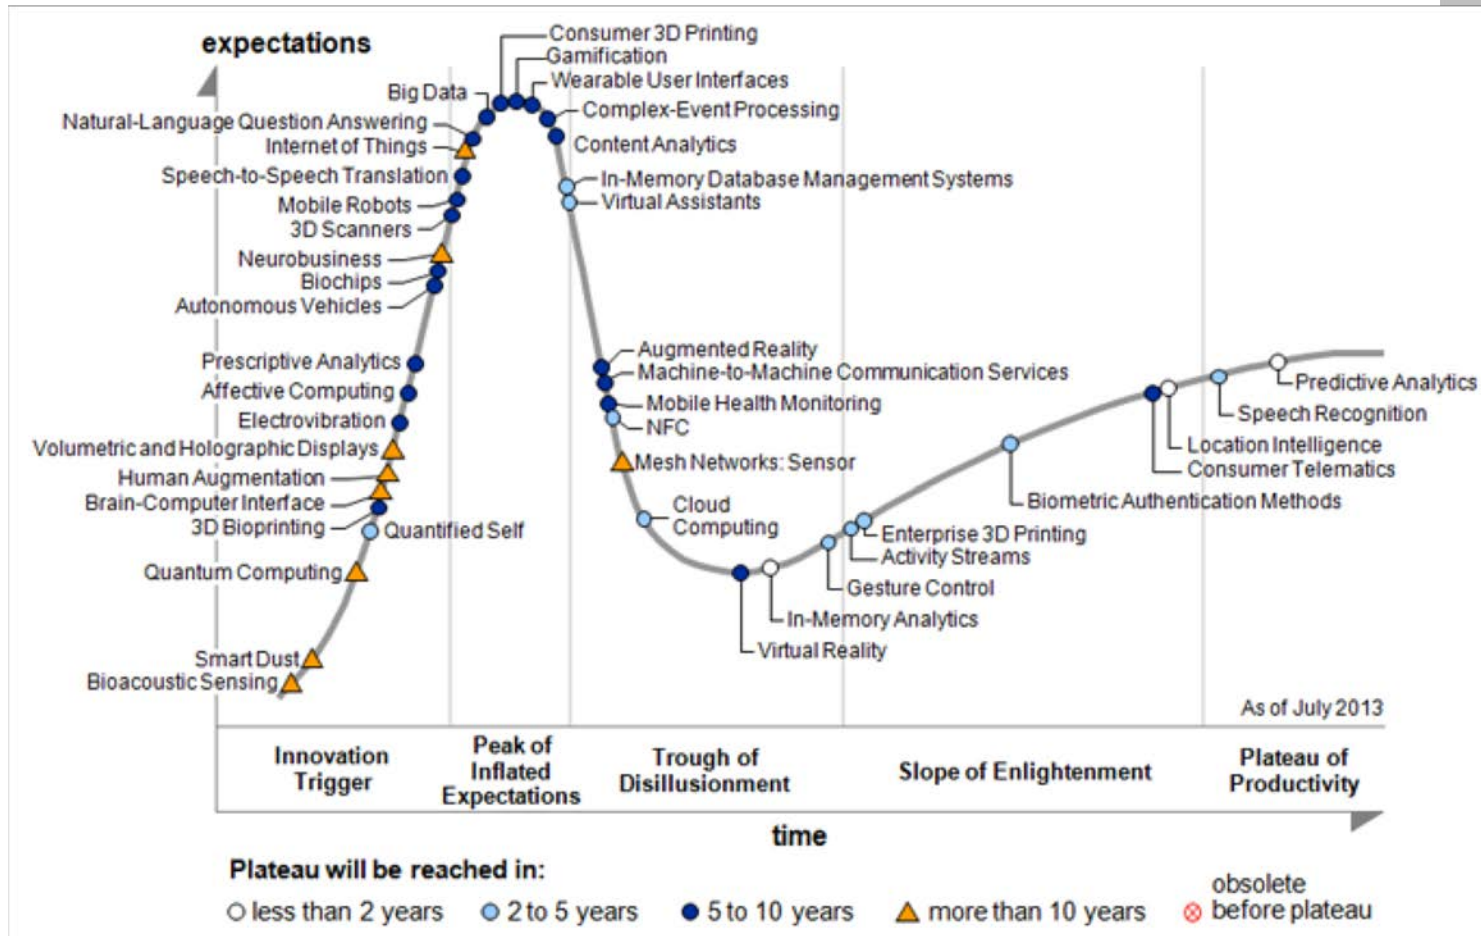 expectations
Consumer 3D Printing
Gamification
Wearable User Interfaces
Big Data
Complex-Event Processing
Natural-Language Question Answering
Content Analytics
Internet of Things
Speech-to-Speech Translation
In-Memory Database Management Systems
Virtual Assistants
Mobile Robots
3D Scanners
Neurobusiness
Biochips
Autonomous Vehicles
Augmented Reality
Prescriptive Analytics
Machine-to-Machine Communication Services
Predictive Analytics
Affective Computing
Mobile Health Monitoring
Speech Recognition
Electrovibration
NFC
Location Intelligence
Volumetric and Holographic Displays
Mesh Networks: Sensor
Consumer Telematics
Human Augmentation
Brain-Computer Interface
Biometric Authentication Methods
Cloud
Computing
3D Bioprinting
Quantified Self
Enterprise 3D Printing
Activity Streams
Quantum Computing
Gesture Control
In-Memory Analytics
Virtual Reality
Smart Dust
Bioacoustic Sensing
As of July 2013
Innovation
Trigger
Peak of
Inflated
Expectations
Trough of
Disillusionment
Slope of Enlightenment
Plateau of
Productivity
time
Plateau will be reached in:
less than 2 years
2 to 5 years
5 to 10 years
more than 10 years
obsolete
before plateau